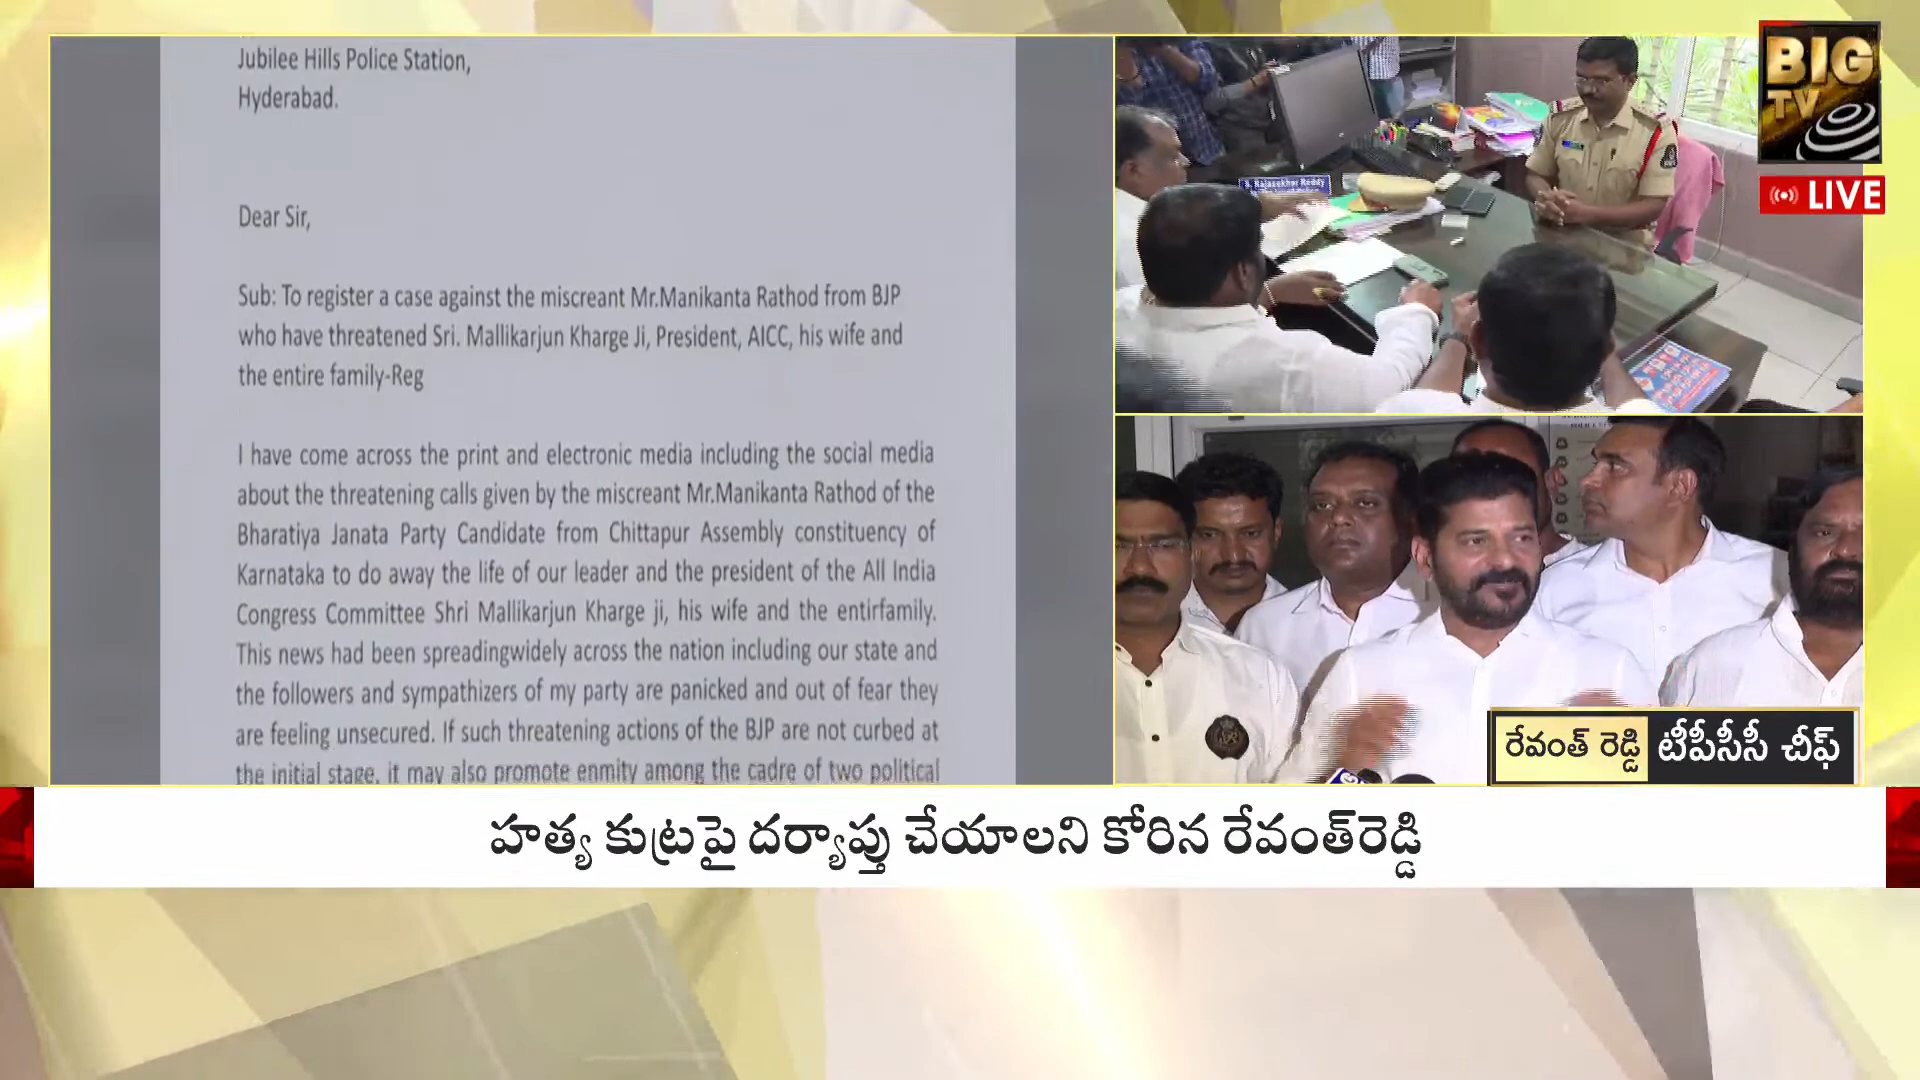 Jubilee Hills Police Station,
Hyderabad.
Dear Sir,
Sub: To register a case against the miscreant Mr.Manikanta Rathod from BJP
who have threatened Sri. Mallikarjun Kharge Ji, President, AICC, his wife and
the entire family-Reg
I have come across the print and electronic media including the social media
about the threatening calls given by the miscreant Mr.Manikanta Rathod of the
Bharatiya Janata Party Candidate from Chittapur Assembly constituency of
Karnataka to do away the life of our leader and the president of the All India
Congress Committee Shri Mallikarjun Kharge ji, his wife and the entirfamily.
This news had been spreadingwidely across the nation including our state and
the followers and sympathizers of my party are panicked and out of fear they
are feeling unsecured. If such threatening actions of the BJP are not curbed at
the initial stage, it may also promote enmity among the cadre of two political
BIG
TV
LIVE
Rajasekhar Reddy
రేవంత్ రెడ్డి టీపీసీసీ చీఫ్
హత్య కుట్రపై దర్యాప్తు చేయాలని కోరిన రేవంత్‌రెడ్డి